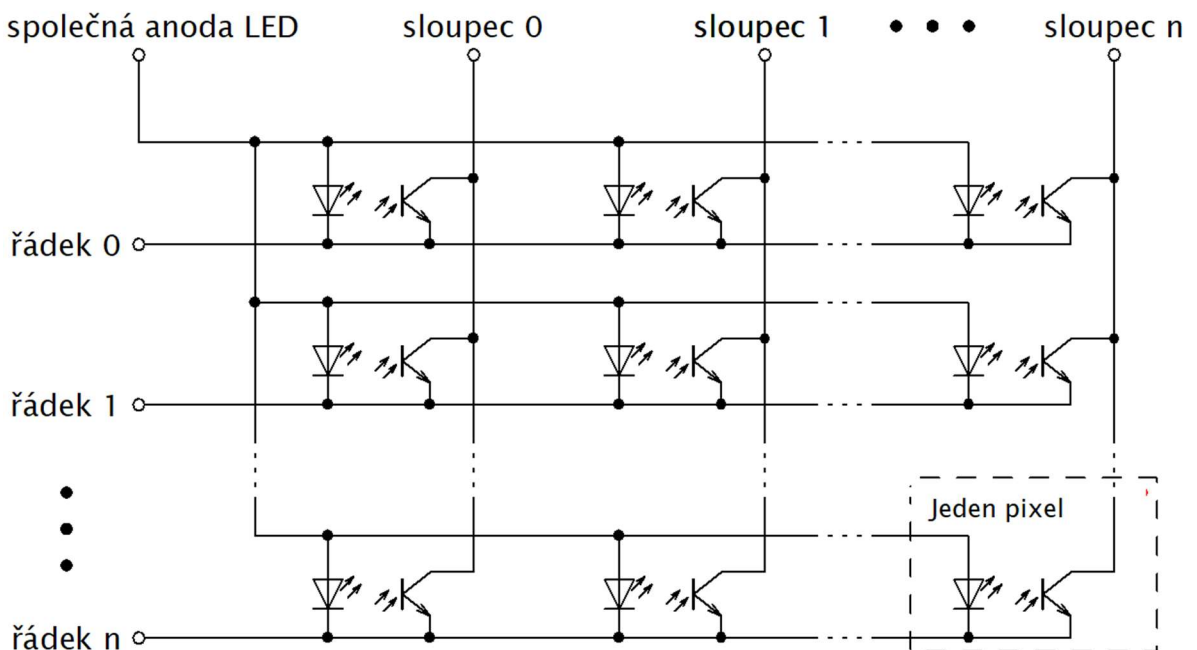 společná anoda LED sloupec 0 sloupec 1 sloupec n
řádek 0
řádek 1
Jeden pixel
řádek n